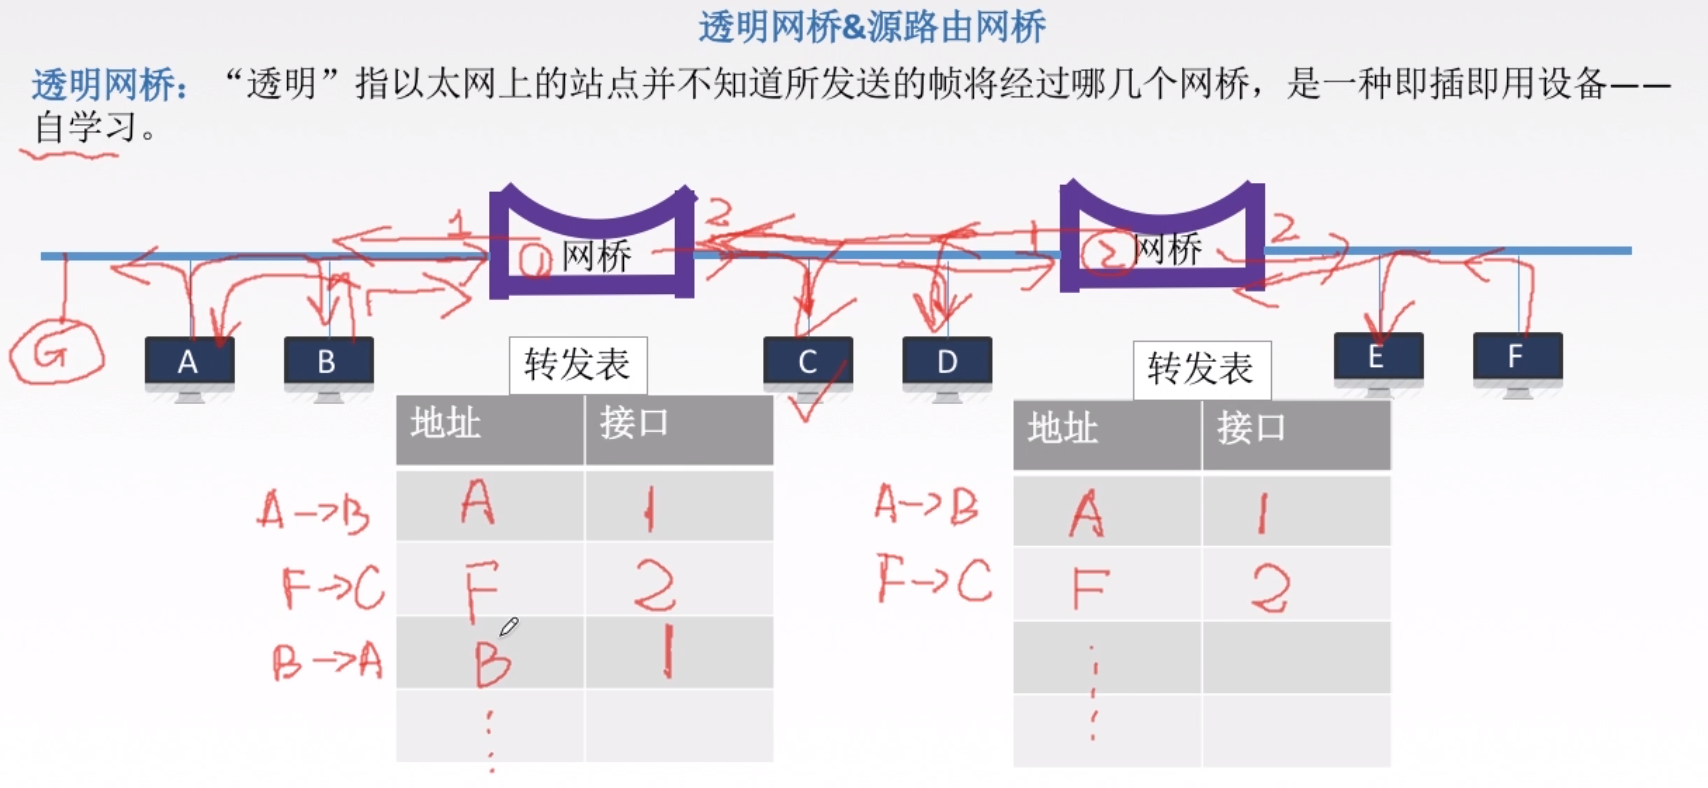 透明网桥&源路由网桥
透明网桥：“透明”指以太网上的站点并不知道所发送的帧将经过哪几个网桥，是一种即插即用设备——
自学习。
1 ① 网桥 2 1 ② 网桥 2
G A B 转发表 C D 转发表 E F
地址 接口 地址 接口
A→B A 1 A→B A 1
F→C F 2 F→C F 2
B→A B 1